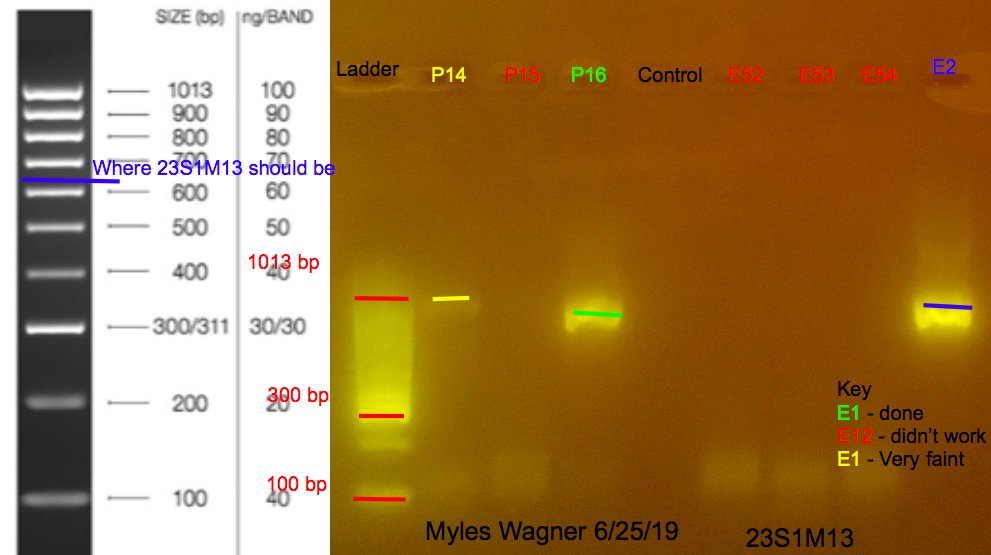 SIZE (bp) ng/BAND
1013 100
900 90
800 80
700 70
Where 23S1M13 should be
600 60
500 50
1013 bp
400 40
300/311 30/30
300 bp
200 20
100 bp
100 40
Ladder P14 P15 P16 Control E52 E53 E54 E2
Key
E1 - done
E12 - didn't work
E1 - Very faint
Myles Wagner 6/25/19 23S1M13